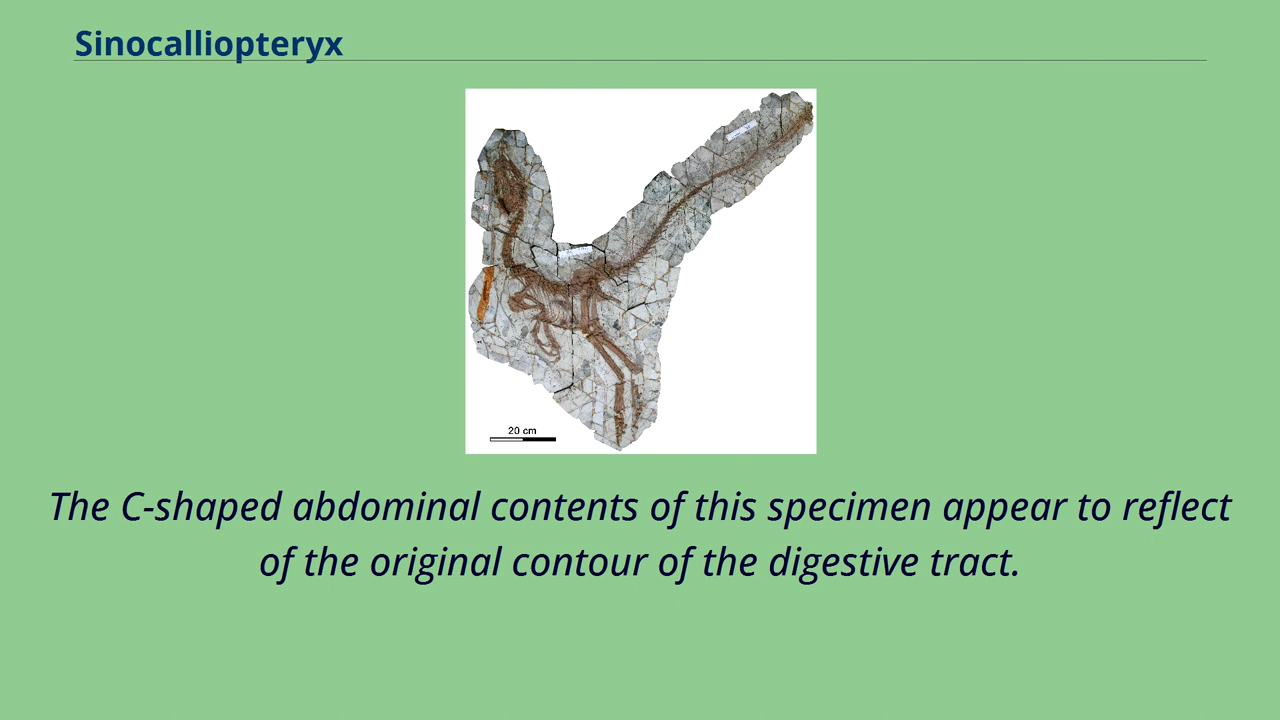 Sinocalliopteryx
20 cm
The C-shaped abdominal contents of this specimen appear to reflect
of the original contour of the digestive tract.